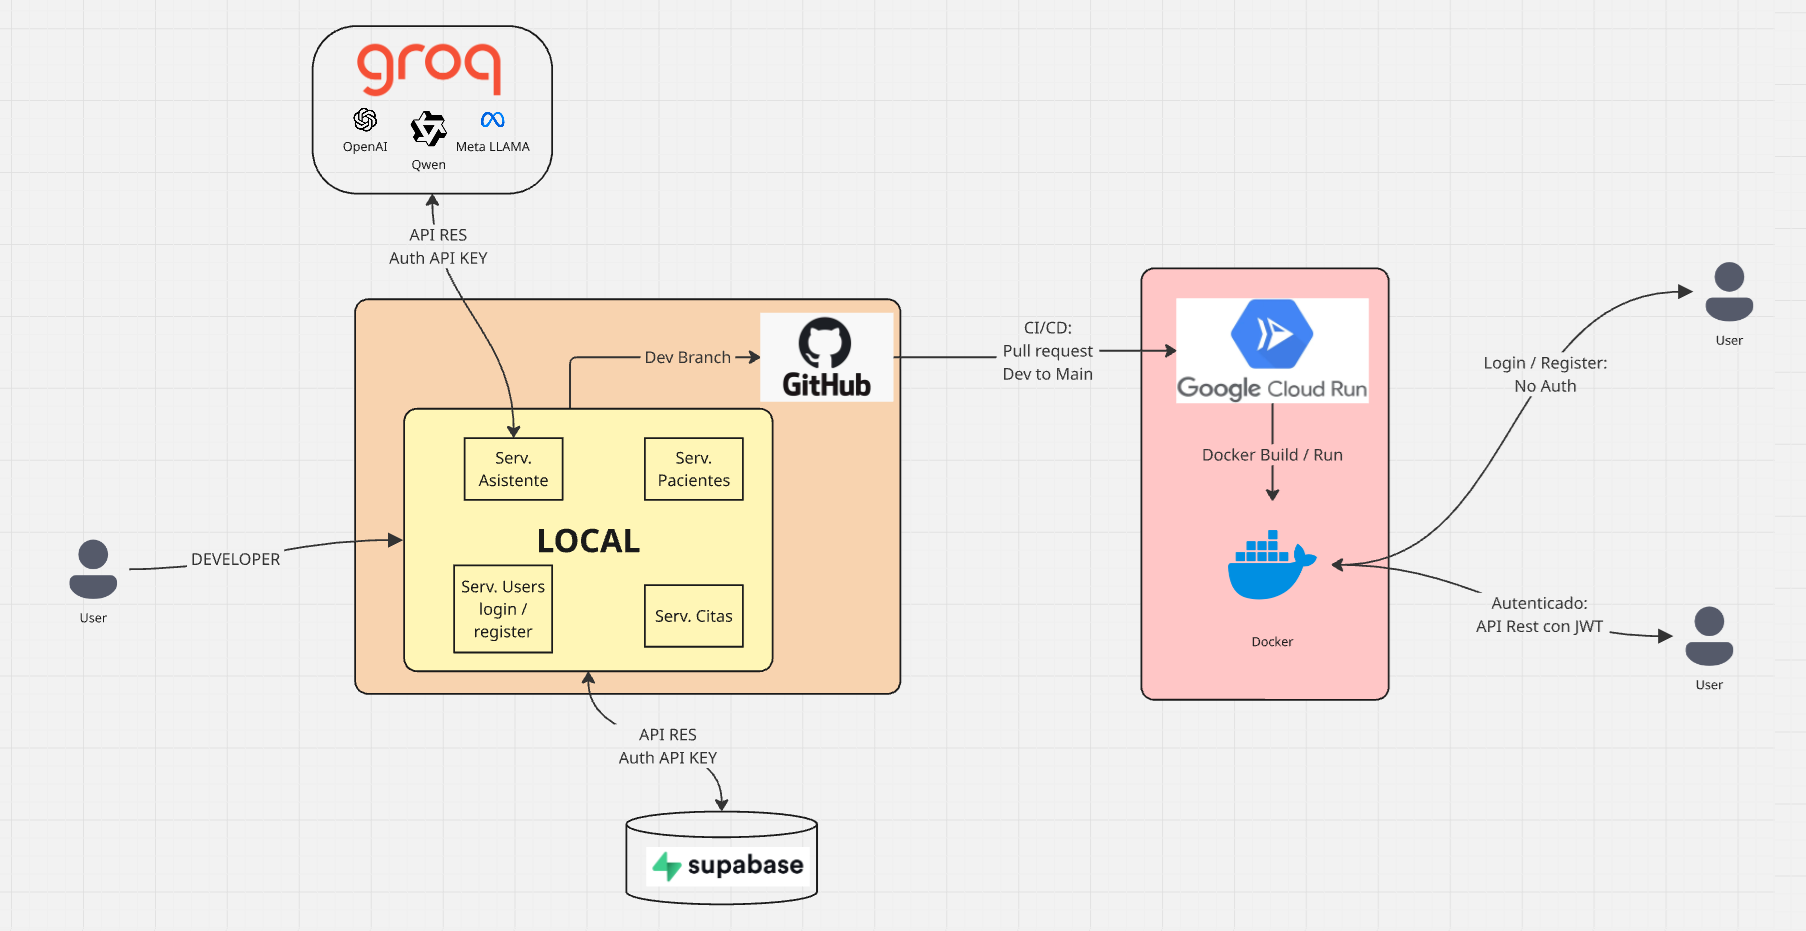 groq
OpenAI
Qwen
Meta LLAMA
API RES
Auth API KEY
GitHub
Dev Branch
Serv.
Asistente
Serv.
Pacientes
LOCAL
Serv. Users
login /
register
Serv. Citas
DEVELOPER
User
API RES
Auth API KEY
supabase
CI/CD:
Pull request
Dev to Main
Google Cloud Run
Docker Build / Run
Docker
Login / Register:
No Auth
User
Autenticado:
API Rest con JWT
User